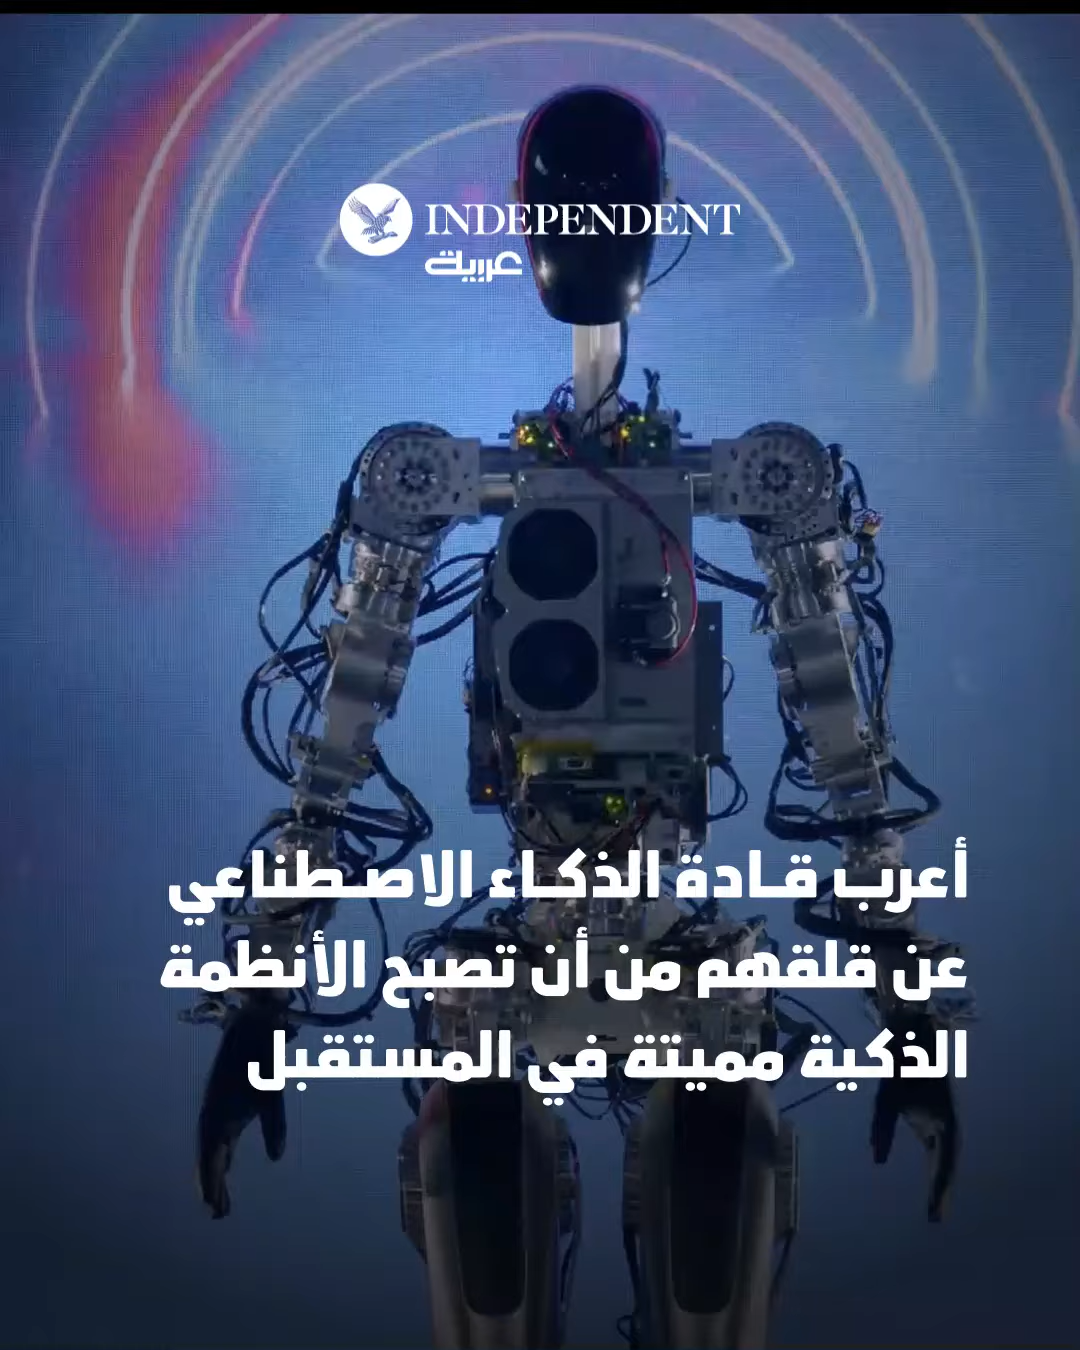 INDEPENDENT
عربية
أعرب قادة الذكاء الاصطناعي
عن قلقهم من أن تصبح الأنظمة
الذكية مميتة في المستقبل